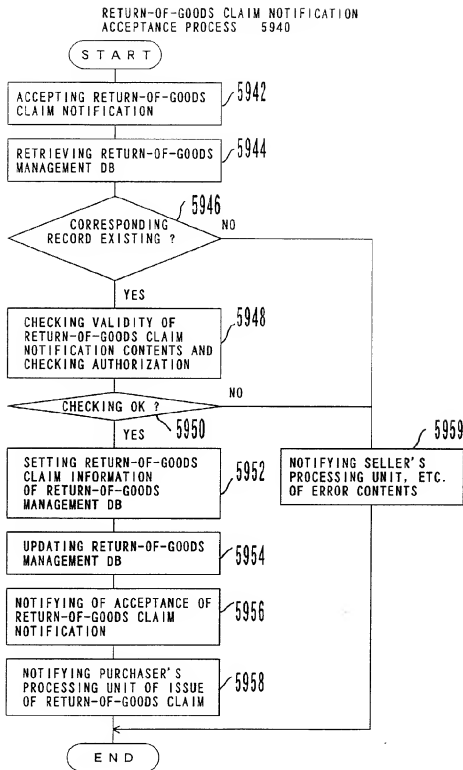 RETURN-OF-GOODS CLAIM NOTIFICATION
ACCEPTANCE PROCESS 5940
START
ACCEPTING RETURN-OF-GOODS
CLAIM NOTIFICATION
5942
RETRIEVING RETURN-OF-GOODS
MANAGEMENT DB
5944
5946
CORRESPONDING
RECORD EXISTING ?
NO
YES
CHECKING VALIDITY OF
RETURN-OF-GOODS CLAIM
NOTIFICATION CONTENTS AND
CHECKING AUTHORIZATION
5948
CHECKING OK ?
NO
5950
YES
SETTING RETURN-OF-GOODS
CLAIM INFORMATION
OF RETURN-OF-GOODS
MANAGEMENT DB
5952
5959
NOTIFYING SELLER'S
PROCESSING UNIT, ETC.
OF ERROR CONTENTS
UPDATING RETURN-OF-GOODS
MANAGEMENT DB
5954
NOTIFYING OF ACCEPTANCE OF
RETURN-OF-GOODS CLAIM
NOTIFICATION
5956
NOTIFYING PURCHASER'S
PROCESSING UNIT OF ISSUE
OF RETURN-OF-GOODS CLAIM
5958
END